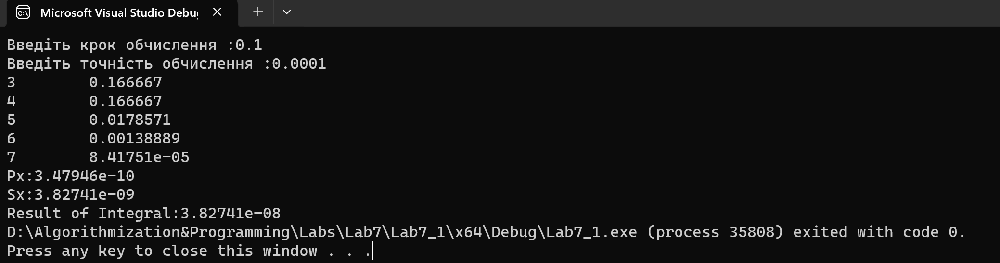 Microsoft Visual Studio Debug
Введіть крок обчислення :0.1
Введіть точність обчислення :0.0001
3 0.166667
4 0.166667
5 0.0178571
6 0.00138889
7 8.41751e-05
Px:3.47946e-10
Sx:3.82741e-09
Result of Integral:3.82741e-08
D:\Algorithmization&Programming\Labs\Lab7\Lab7_1\x64\Debug\Lab7_1.exe (process 35808) exited with code 0.
Press any key to close this window . . .